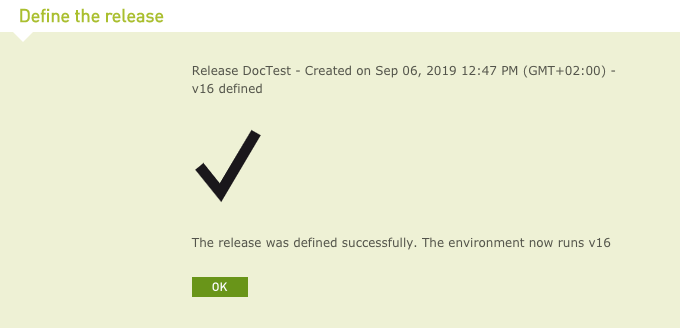 Define the release
Release DocTest - Created on Sep 06, 2019 12:47 PM (GMT+02:00) -
v16 defined
The release was defined successfully. The environment now runs v16
OK